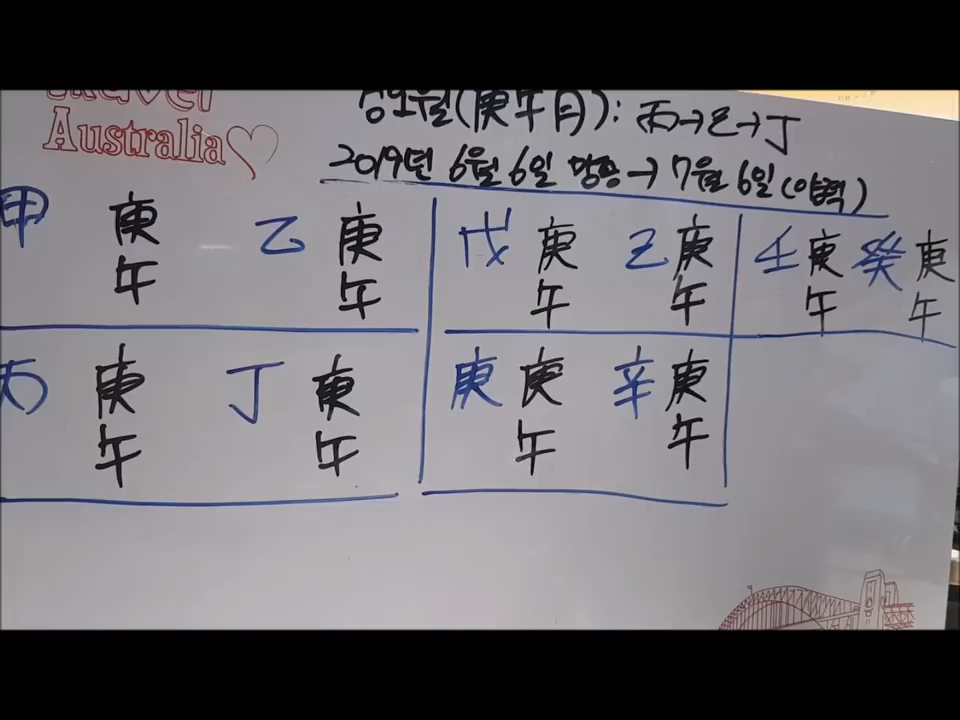 Travel
Australia
경오월(庚午月): 丙→己→丁
2019년 6월 6일 망종→7월 6일(양력)
甲 庚 乙 庚 戊 庚 己 庚 壬 庚 癸 庚
午 午 午 午 午 午
丙 庚 丁 庚 庚 庚 辛 庚
午 午 午 午